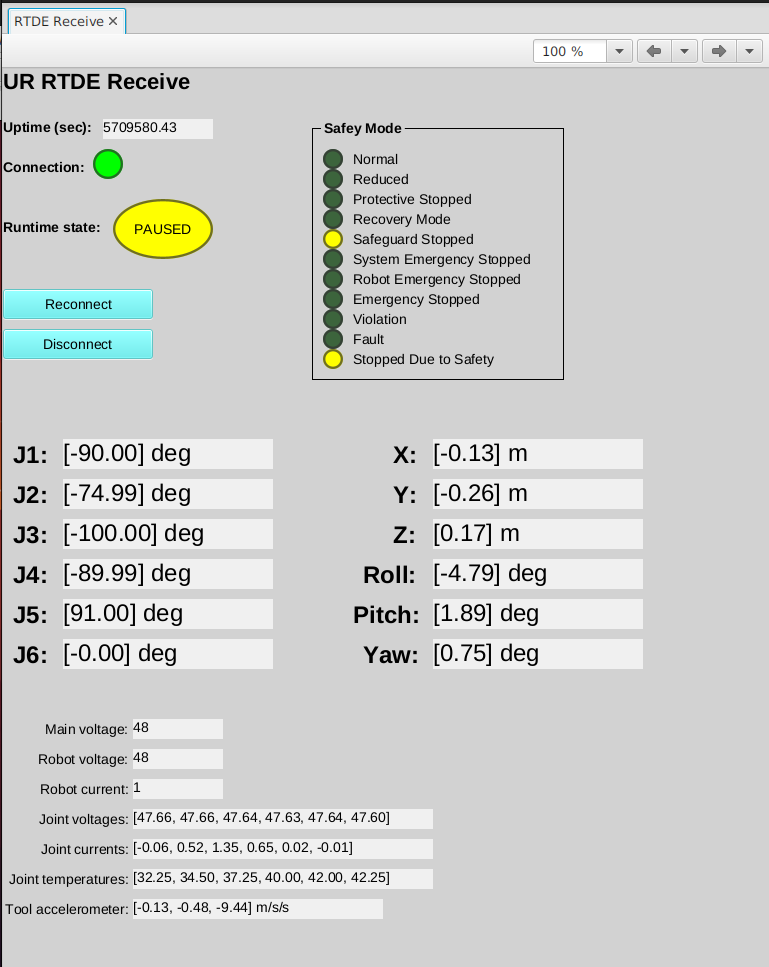 RTDE Receive ×
100 %
UR RTDE Receive
Uptime (sec): 5709580.43
Connection:
Runtime state: PAUSED
Reconnect
Disconnect
Safey Mode
Normal
Reduced
Protective Stopped
Recovery Mode
Safeguard Stopped
System Emergency Stopped
Robot Emergency Stopped
Emergency Stopped
Violation
Fault
Stopped Due to Safety
J1: [-90.00] deg
J2: [-74.99] deg
J3: [-100.00] deg
J4: [-89.99] deg
J5: [91.00] deg
J6: [-0.00] deg
X: [-0.13] m
Y: [-0.26] m
Z: [0.17] m
Roll: [-4.79] deg
Pitch: [1.89] deg
Yaw: [0.75] deg
Main voltage: 48
Robot voltage: 48
Robot current: 1
Joint voltages: [47.66, 47.66, 47.64, 47.63, 47.64, 47.60]
Joint currents: [-0.06, 0.52, 1.35, 0.65, 0.02, -0.01]
Joint temperatures: [32.25, 34.50, 37.25, 40.00, 42.00, 42.25]
Tool accelerometer: [-0.13, -0.48, -9.44] m/s/s